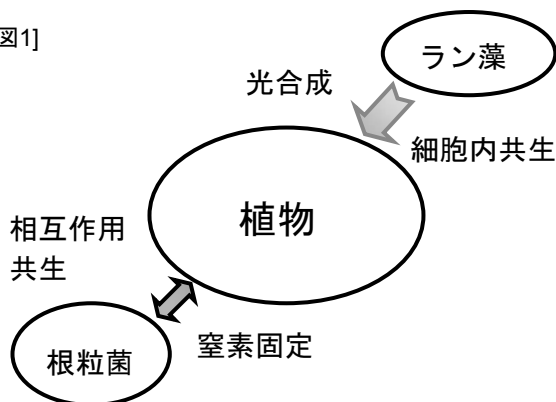 図1]
ラン藻
光合成
細胞内共生
植物
相互作用
共生
窒素固定
根粒菌